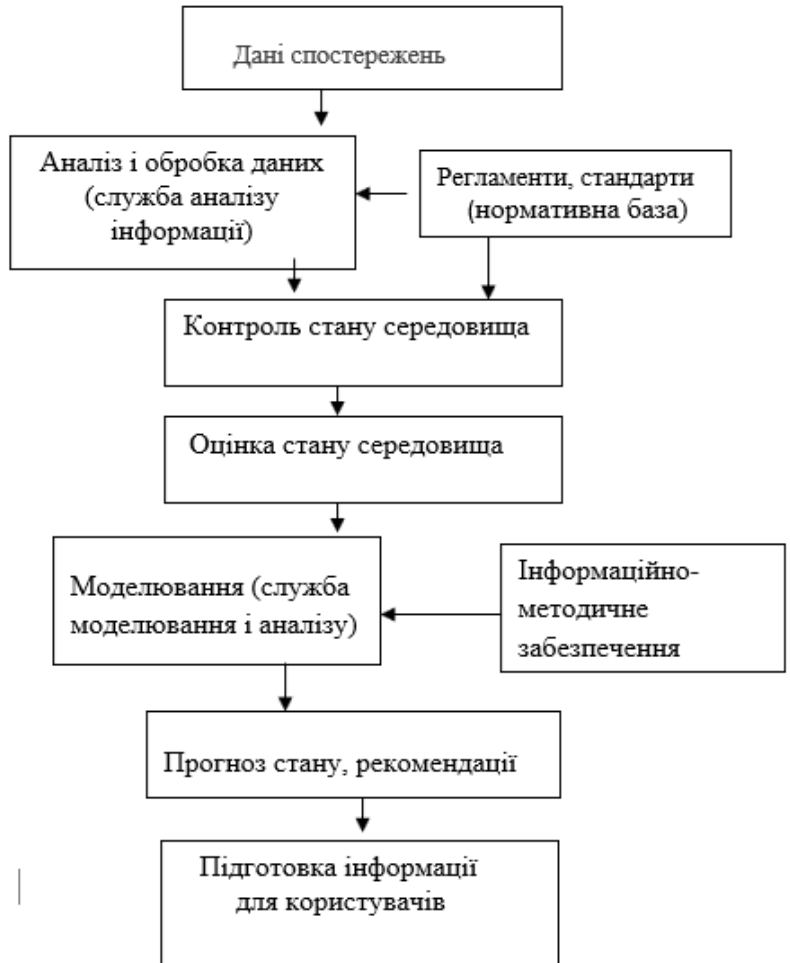 Дані спостережень
Аналіз і обробка даних
(служба аналізу
інформації)
Регламенти, стандарти
(нормативна база)
Контроль стану середовища
Оцінка стану середовища
Моделювання (служба
моделювання і аналізу)
Інформаційно-
методичне
забезпечення
Прогноз стану, рекомендації
Підготовка інформації
для користувачів